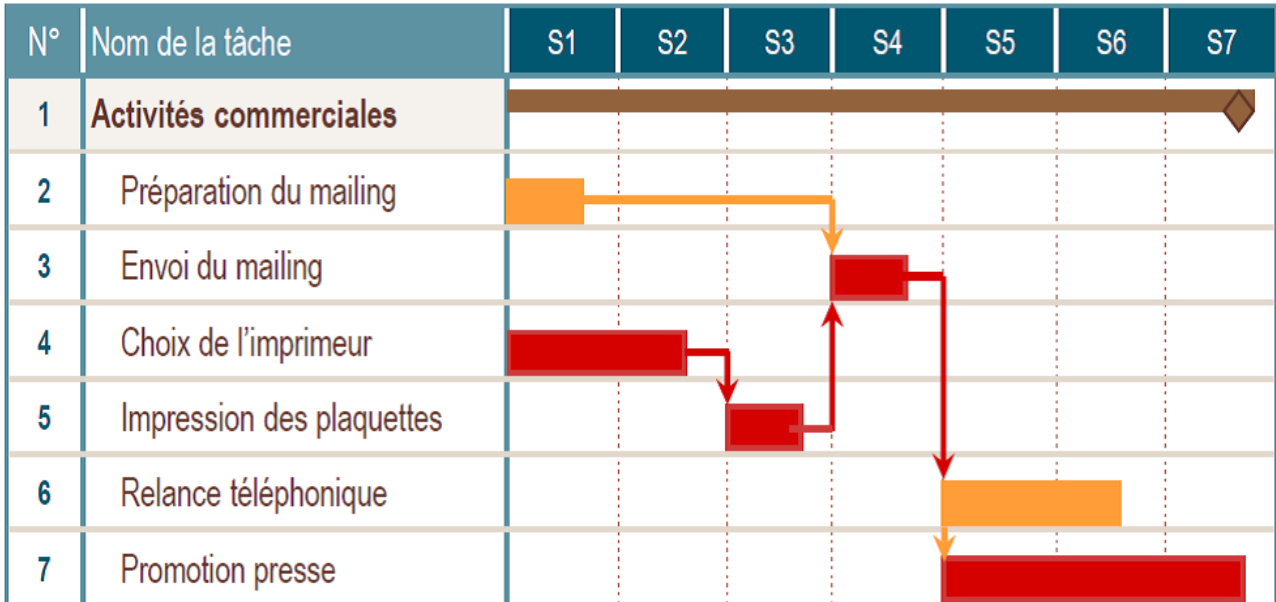 N° Nom de la tâche S1 S2 S3 S4 S5 S6 S7
1 Activités commerciales
2 Préparation du mailing
3 Envoi du mailing
4 Choix de l’imprimeur
5 Impression des plaquettes
6 Relance téléphonique
7 Promotion presse